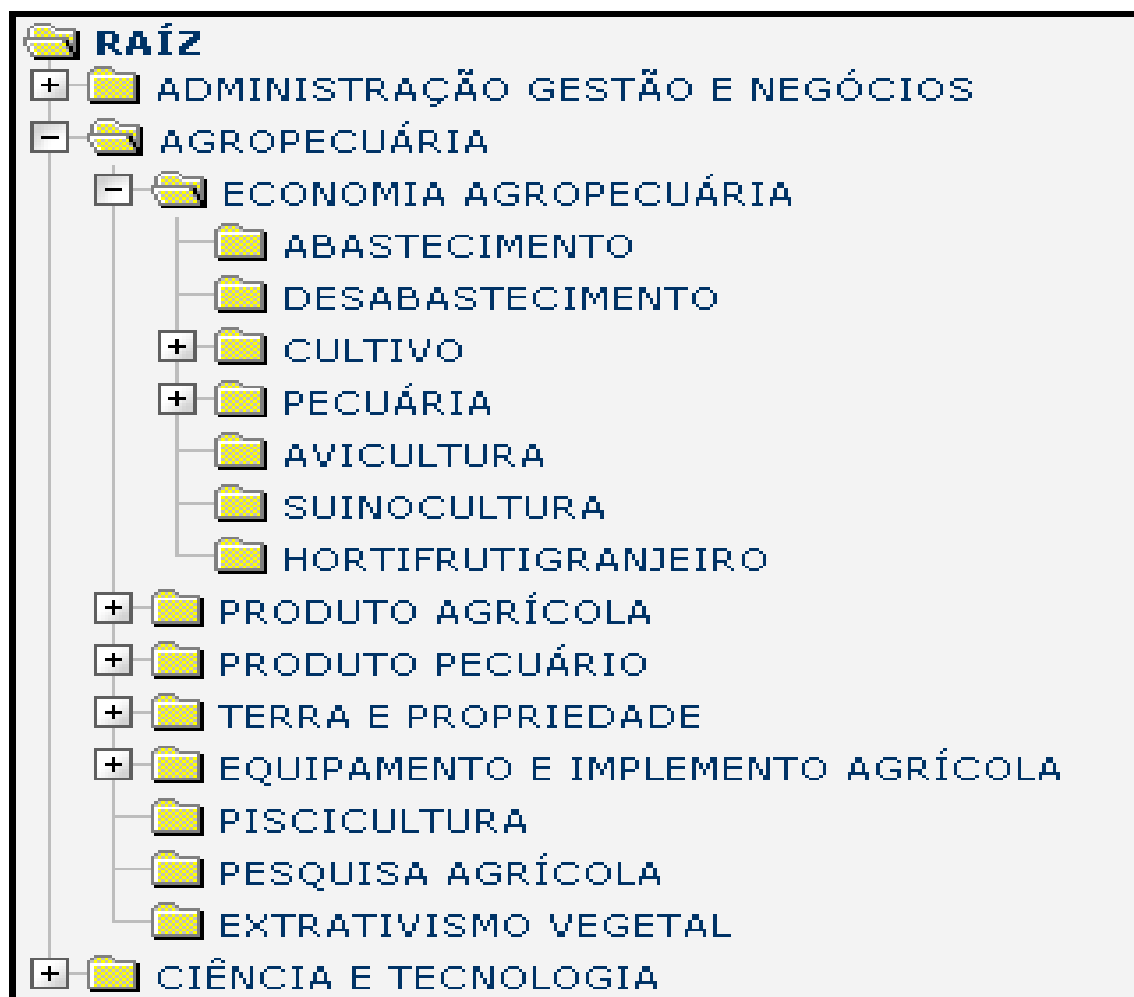 RAÍZ
ADMINISTRAÇÃO GESTÃO E NEGÓCIOS
AGROPECUÁRIA
ECONOMIA AGROPECUÁRIA
ABASTECIMENTO
DESABASTECIMENTO
CULTIVO
PECUÁRIA
AVICULTURA
SUINOCULTURA
HORTIFRUTIGRANJEIRO
PRODUTO AGRÍCOLA
PRODUTO PECUÁRIO
TERRA E PROPRIEDADE
EQUIPAMENTO E IMPLEMENTO AGRÍCOLA
PISCICULTURA
PESQUISA AGRÍCOLA
EXTRATIVISMO VEGETAL
CIÊNCIA E TECNOLOGIA